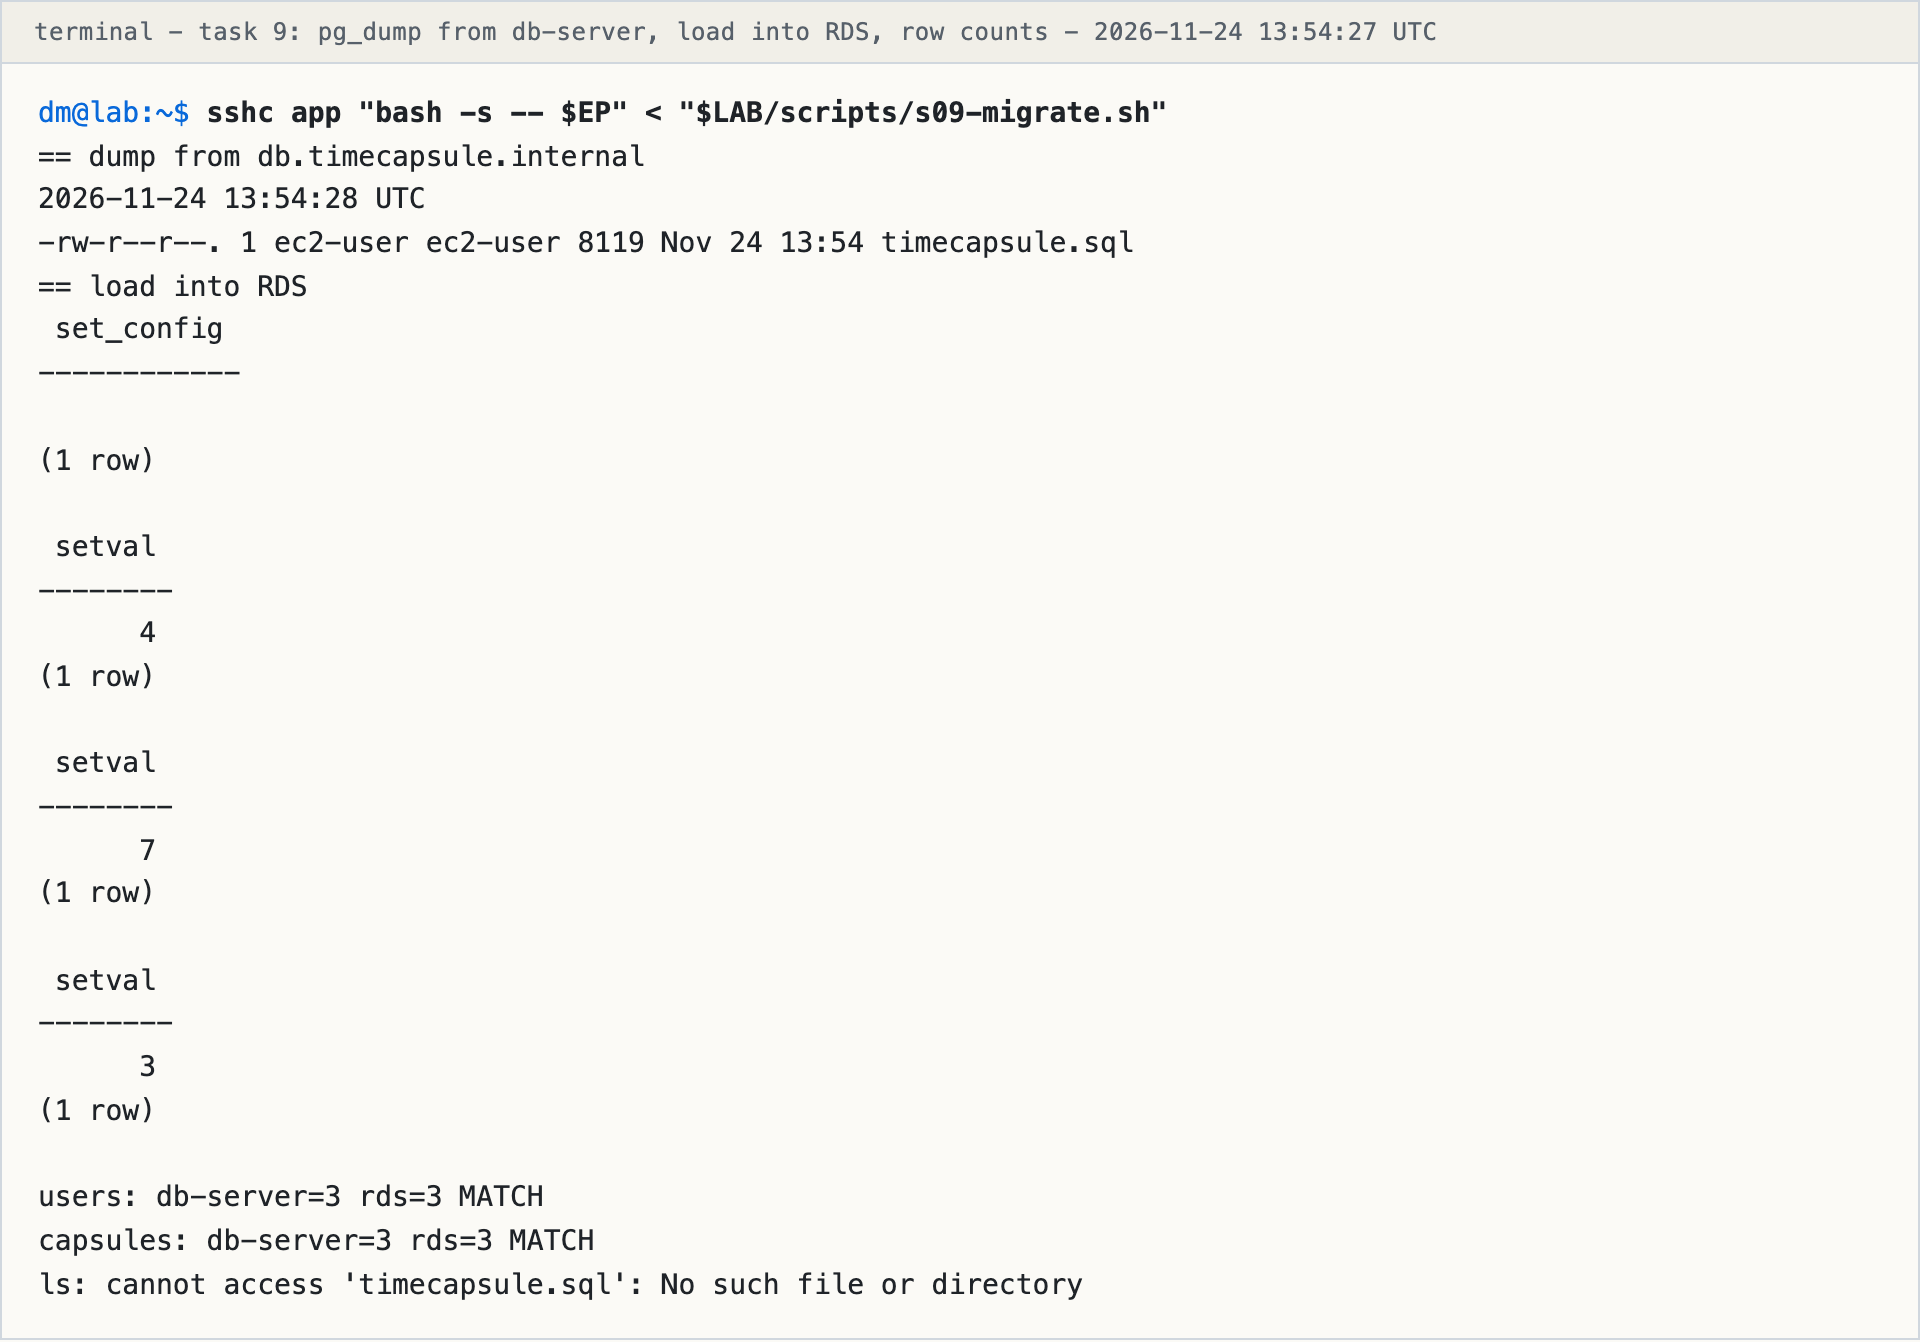 terminal — task 9: pg_dump from db-server, load into RDS, row counts — 2026-11-24 13:54:27 UTC
dm@lab:~$ sshc app "bash -s -- $EP" < "$LAB/scripts/s09-migrate.sh"
== dump from db.timecapsule.internal
2026-11-24 13:54:28 UTC
-rw-r--r--. 1 ec2-user ec2-user 8119 Nov 24 13:54 timecapsule.sql
== load into RDS
 set_config
------------
(1 row)
 setval
--------
      4
(1 row)
 setval
--------
      7
(1 row)
 setval
--------
      3
(1 row)
users: db-server=3 rds=3 MATCH
capsules: db-server=3 rds=3 MATCH
ls: cannot access 'timecapsule.sql': No such file or directory